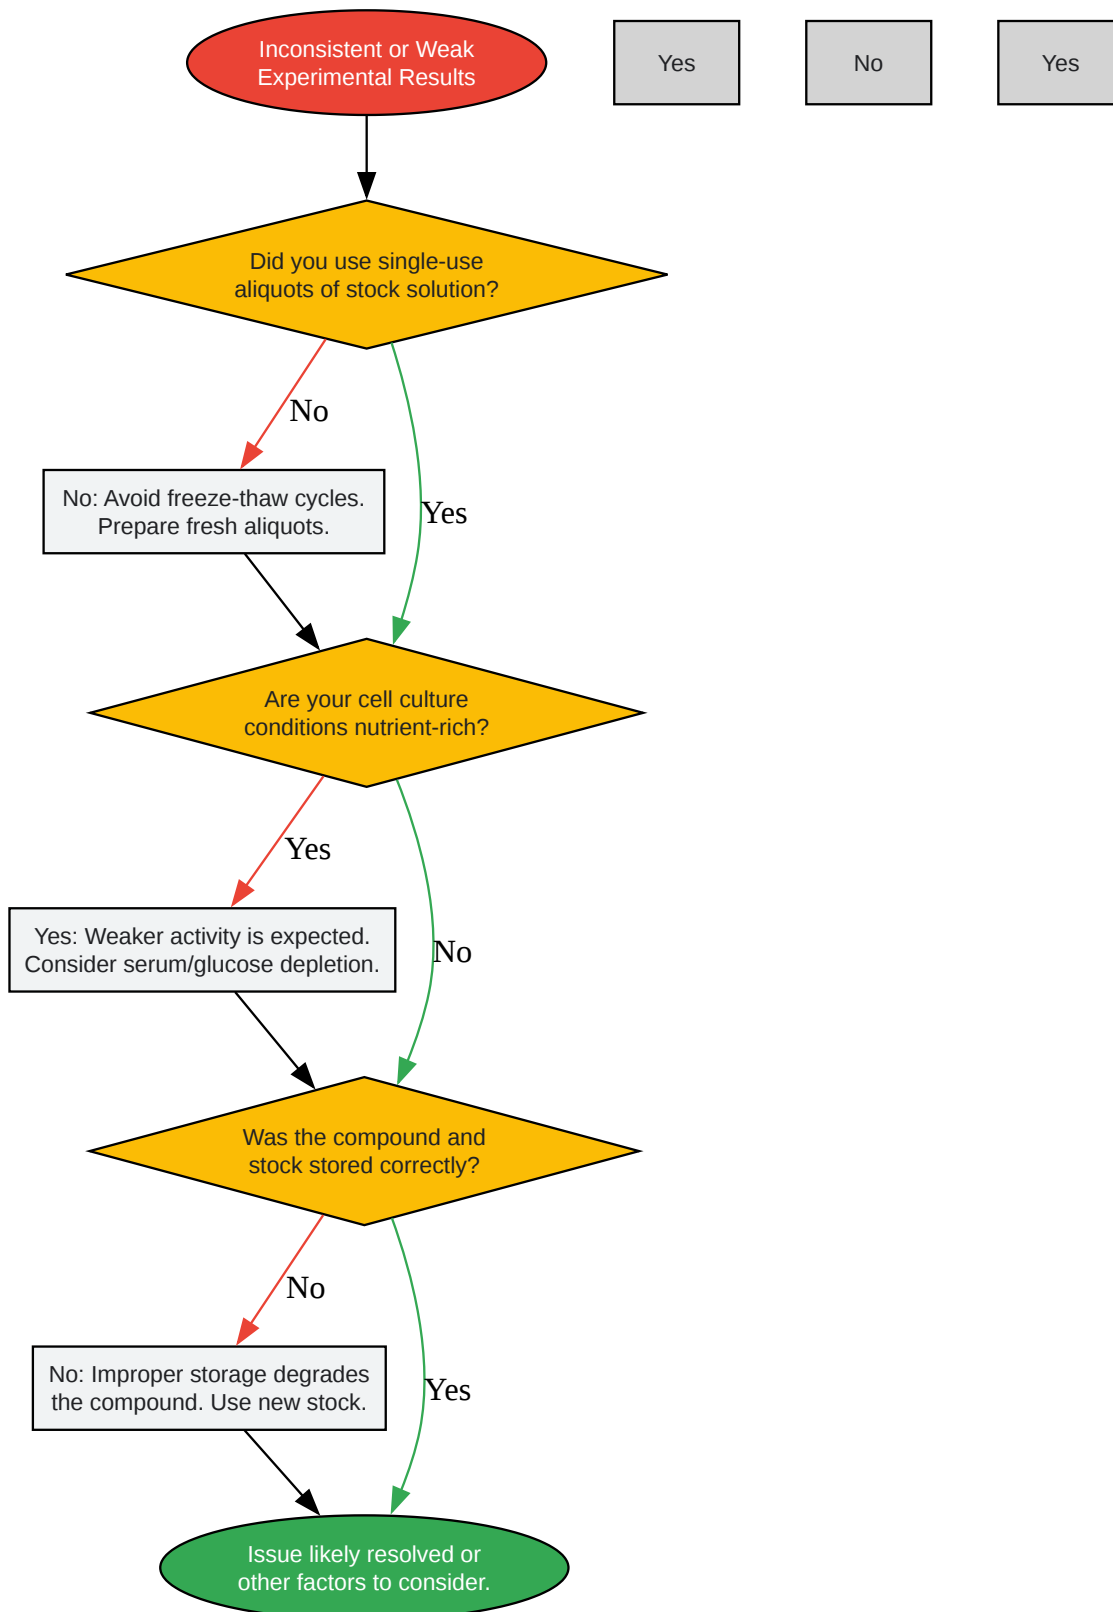 Inconsistent or Weak
Experimental Results
Yes
No
Yes
Did you use single-use
aliquots of stock solution?
No
No: Avoid freeze-thaw cycles.
Prepare fresh aliquots.
Yes
Are your cell culture
conditions nutrient-rich?
Yes
Yes: Weaker activity is expected.
Consider serum/glucose depletion.
No
Was the compound and
stock stored correctly?
No
No: Improper storage degrades
the compound. Use new stock.
Yes
Issue likely resolved or
other factors to consider.